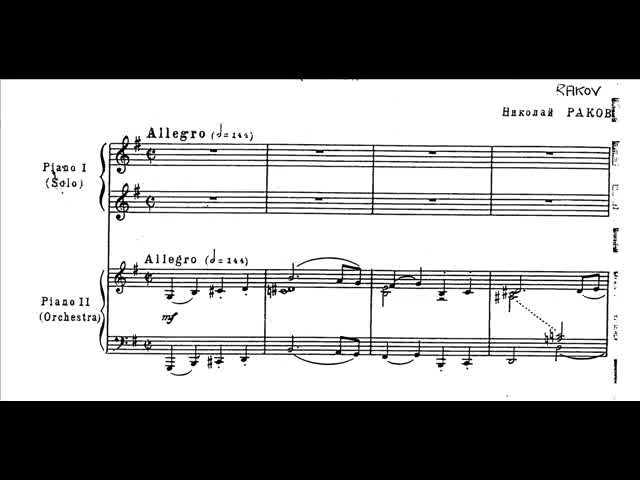 RAKOV
Николай РАКОВ
Allegro (𝅗𝅥=144)
Piano I
(Solo)
Allegro (𝅗𝅥=144)
Piano II
(Orchestra)
mf